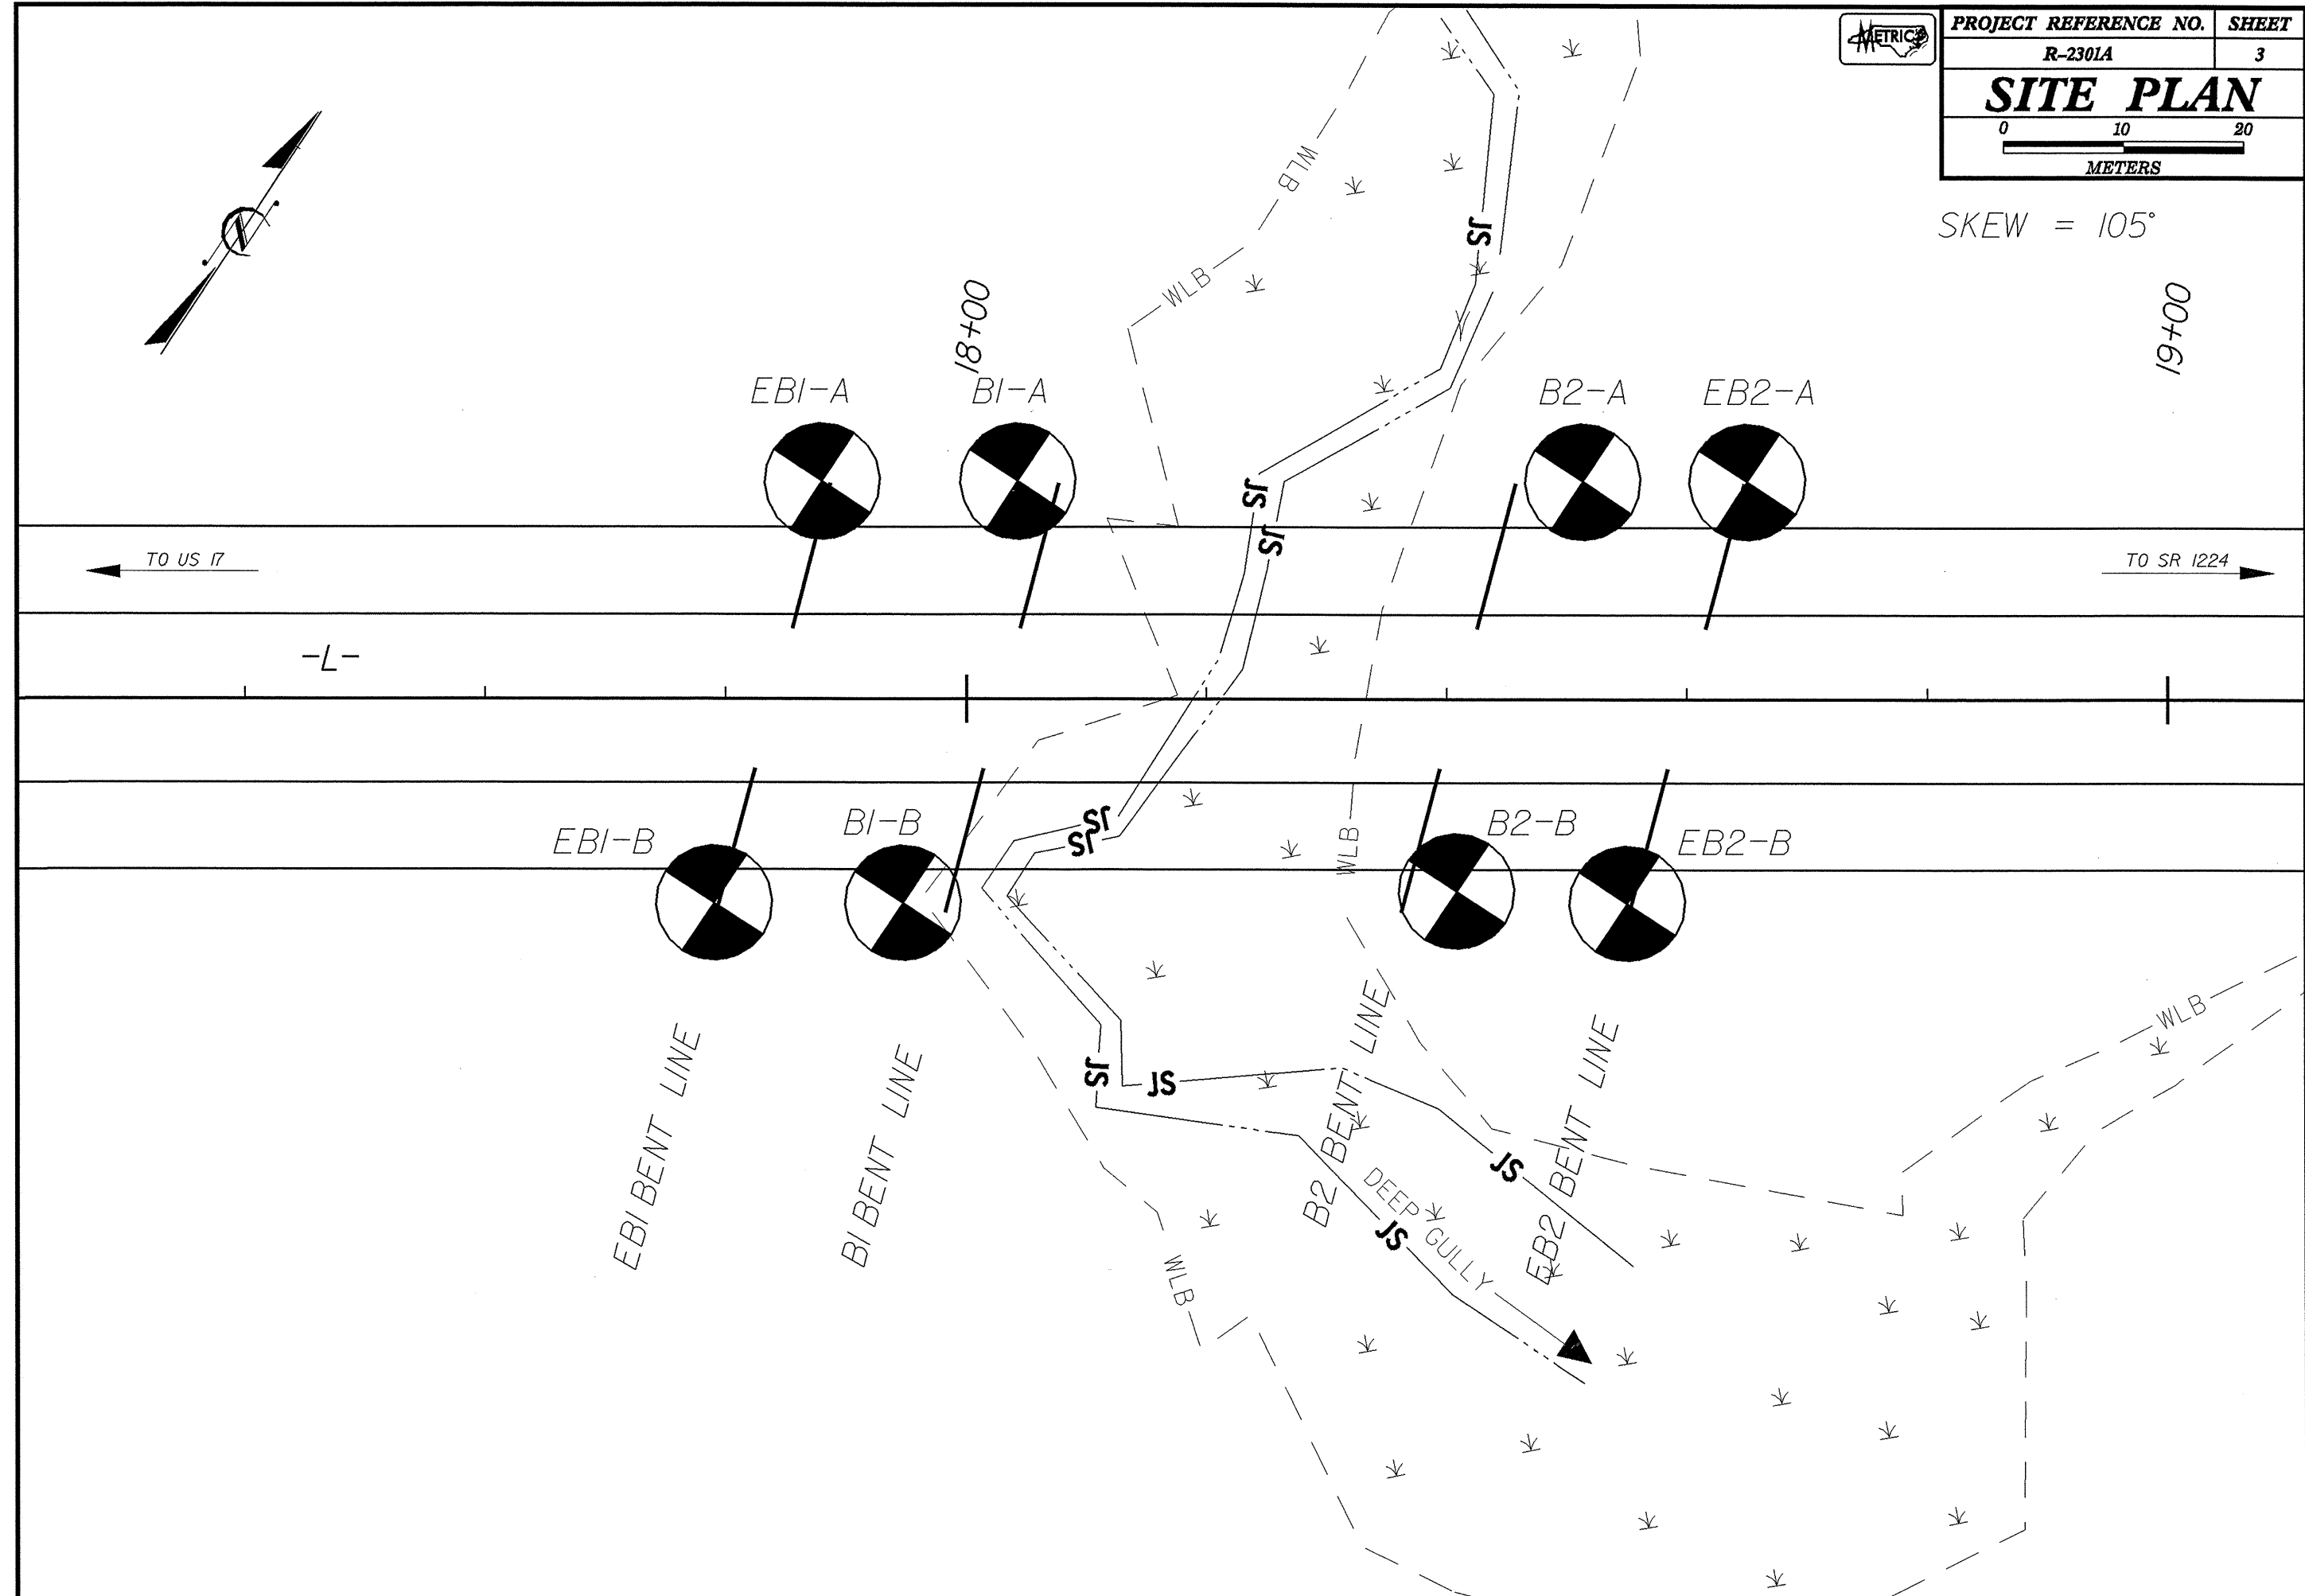 METRIC
PROJECT REFERENCE NO. SHEET
R-2301A 3
SITE PLAN
0 10 20
METERS
SKEW = 105°
WLB
JS
WLB
18+00
19+00
EB1-A B1-A B2-A EB2-A
JS
JS
TO US 17
TO SR 1224
-L-
JS
JS
WLB
EB1-B B1-B B2-B EB2-B
WLB
JS
JS
EB1 BENT LINE
B1 BENT LINE
B2 BENT LINE
EB2 BENT LINE
JS
DEEP GULLY
JS
WLB
N